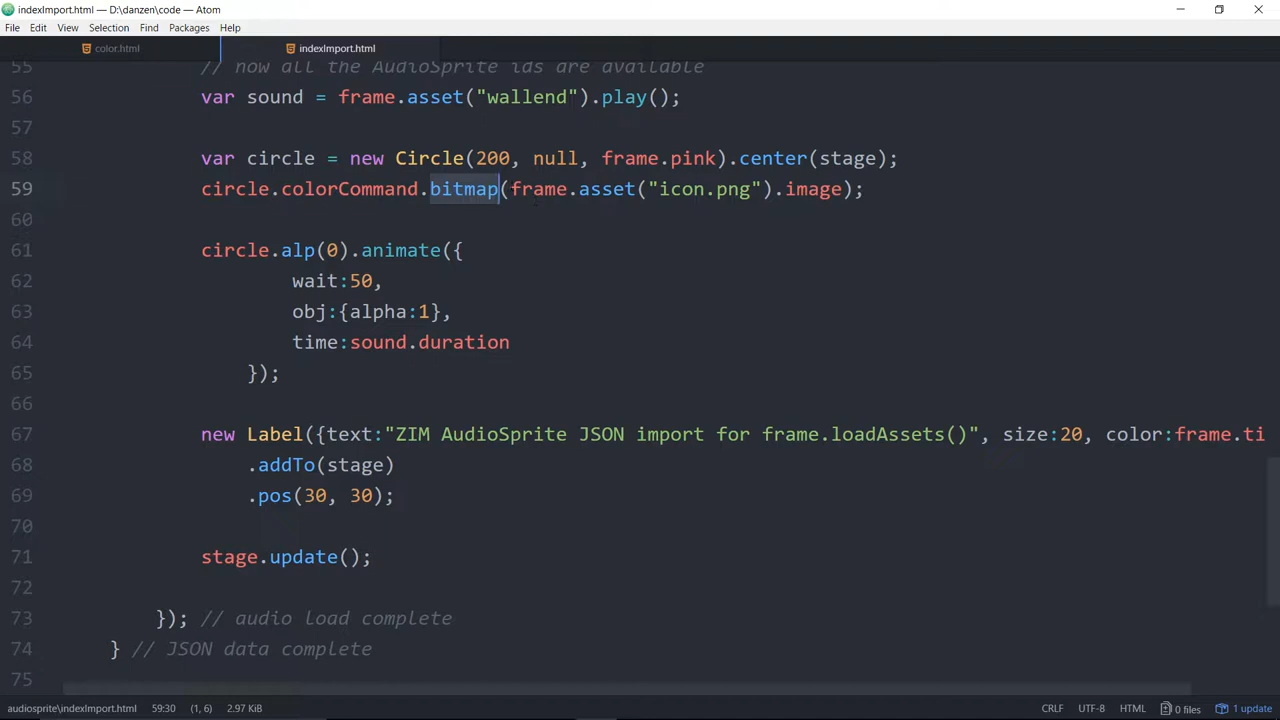 indexImport.html — D:\danzen\code — Atom
File Edit View Selection Find Packages Help
color.html indexImport.html
55 // now all the AudioSprite ids are available
56 var sound = frame.asset("wallend").play();
57
58 var circle = new Circle(200, null, frame.pink).center(stage);
59 circle.colorCommand.bitmap(frame.asset("icon.png").image);
60
61 circle.alp(0).animate({
62 wait:50,
63 obj:{alpha:1},
64 time:sound.duration
65 });
66
67 new Label({text:"ZIM AudioSprite JSON import for frame.loadAssets()", size:20, color:frame.ti
68 .addTo(stage)
69 .pos(30, 30);
70
71 stage.update();
72
73 }); // audio load complete
74 } // JSON data complete
75
audiosprite\indexImport.html 59:30 (1, 6) 2.97 KiB CRLF UTF-8 HTML 0 files 1 update